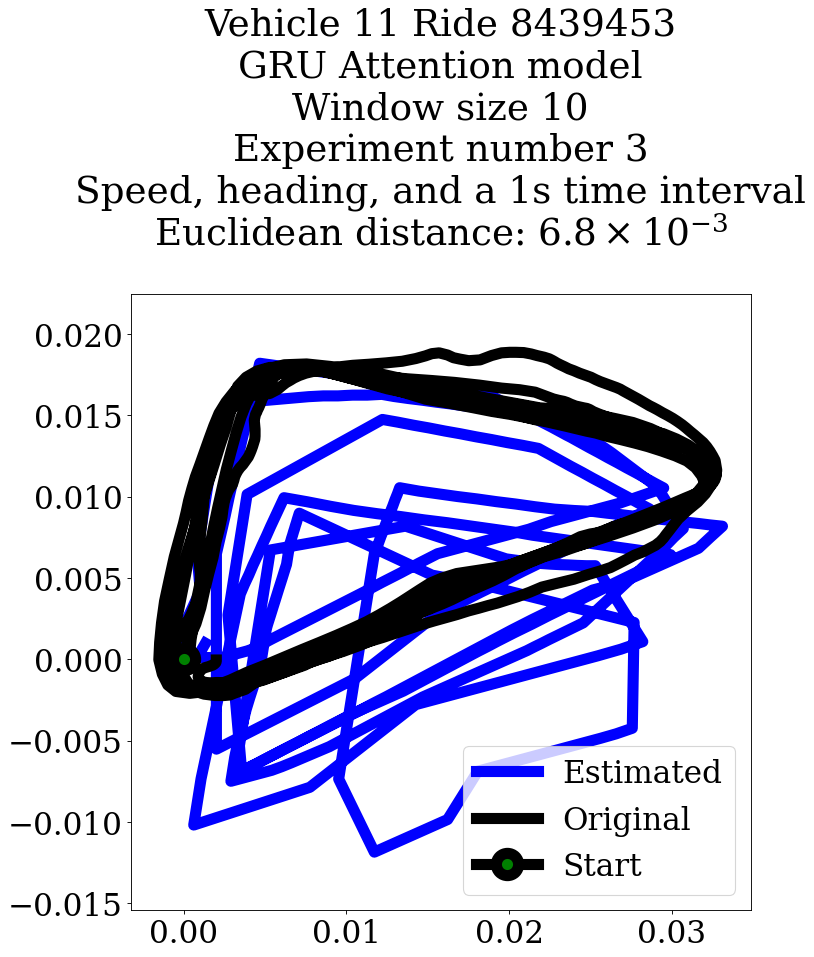 Vehicle 11 Ride 8439453
GRU Attention model
Window size 10
Experiment number 3
Speed, heading, and a 1s time interval
Euclidean distance: 6.8 × 10⁻³
0.020
0.015
0.010
0.005
0.000
−0.005
−0.010
−0.015
0.00 0.01 0.02 0.03
Estimated
Original
Start